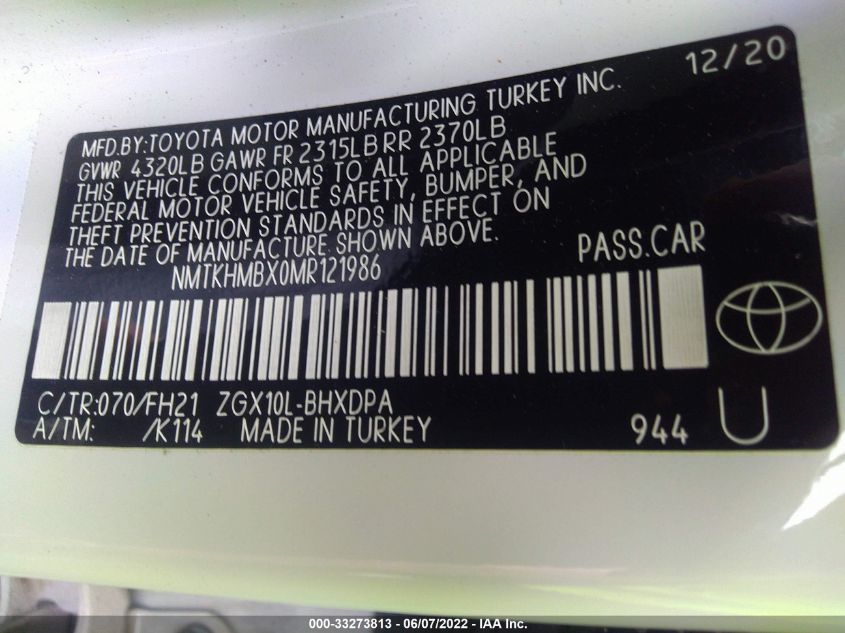 12/20
MFD.BY:TOYOTA MOTOR MANUFACTURING TURKEY INC.
GVWR 4320LB GAWR FR 2315LB RR 2370LB
THIS VEHICLE CONFORMS TO ALL APPLICABLE
FEDERAL MOTOR VEHICLE SAFETY, BUMPER, AND
THEFT PREVENTION STANDARDS IN EFFECT ON
THE DATE OF MANUFACTURE SHOWN ABOVE.
NMTKHMBX0MR121986 PASS.CAR
C/TR:070/FH21 ZGX10L-BHXDPA
A/TM: /K114 MADE IN TURKEY 944 U
000-33273813 - 06/07/2022 - IAA Inc.